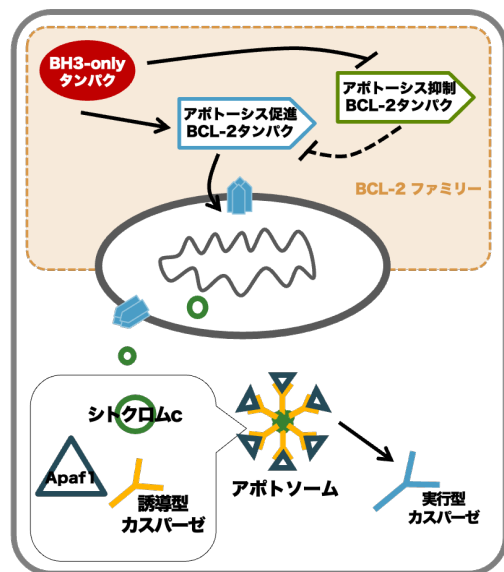 BH3-only
タンパク
アポトーシス促進
BCL-2タンパク
アポトーシス抑制
BCL-2タンパク
BCL-2 ファミリー
シトクロムc
Apaf1
誘導型
カスパーゼ
アポトソーム
実行型
カスパーゼ